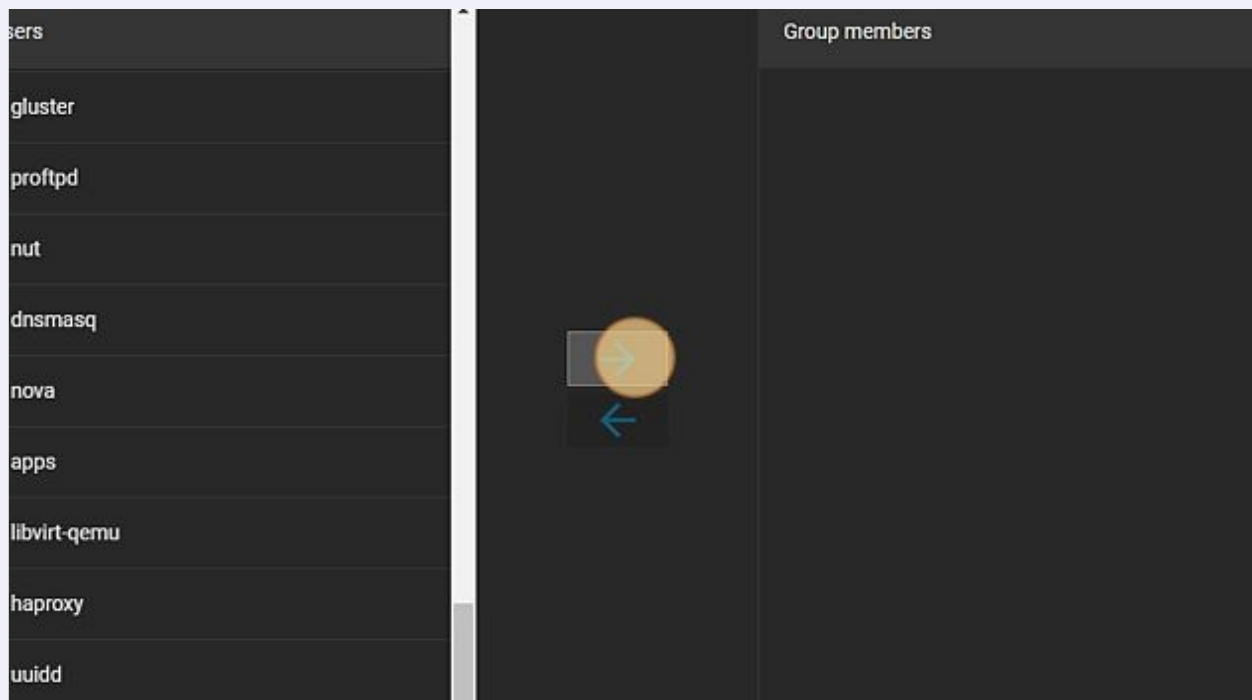 sers
Group members
gluster
proftpd
nut
dnsmasq
nova
apps
libvirt-qemu
haproxy
uuidd